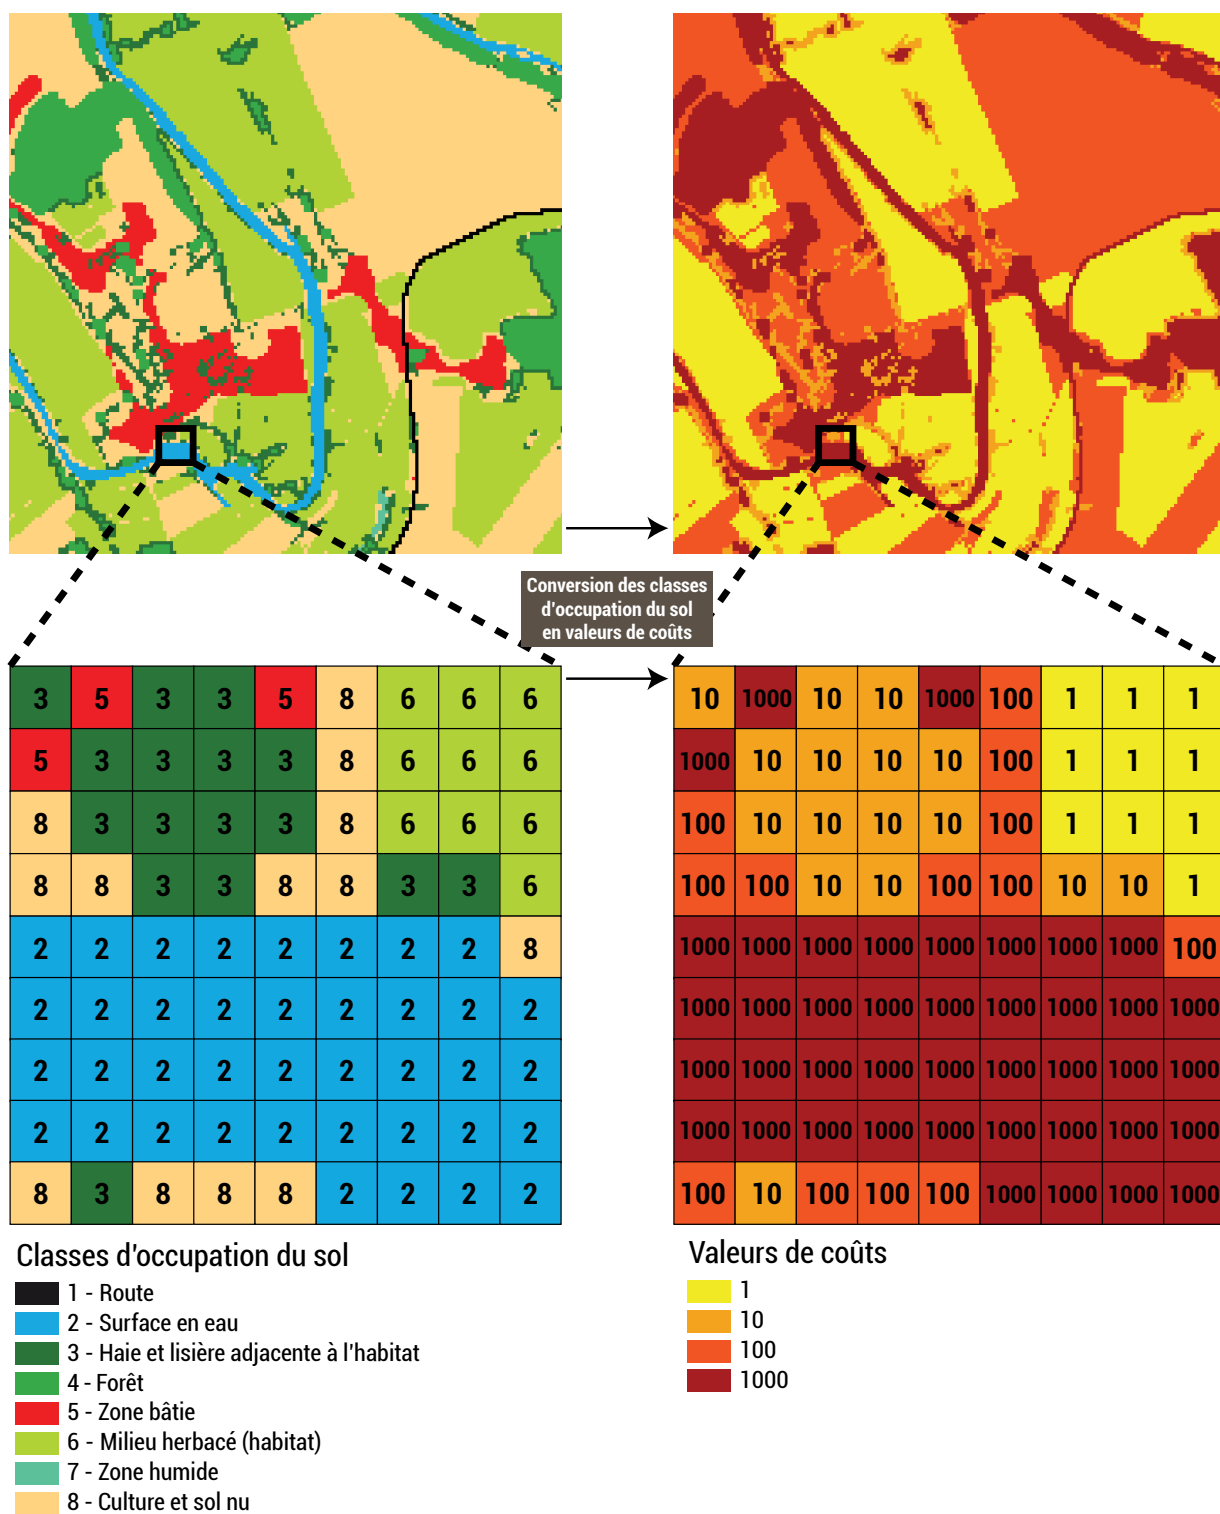 Conversion des classes
d'occupation du sol
en valeurs de coûts
3 5 3 3 5 8 6 6 6
5 3 3 3 3 8 6 6 6
8 3 3 3 3 8 6 6 6
8 8 3 3 8 8 3 3 6
2 2 2 2 2 2 2 2 8
2 2 2 2 2 2 2 2 2
2 2 2 2 2 2 2 2 2
2 2 2 2 2 2 2 2 2
8 3 8 8 8 2 2 2 2
10 1000 10 10 1000 100 1 1 1
1000 10 10 10 10 100 1 1 1
100 10 10 10 10 100 1 1 1
100 100 10 10 100 100 10 10 1
1000 1000 1000 1000 1000 1000 1000 1000 100
1000 1000 1000 1000 1000 1000 1000 1000 1000
1000 1000 1000 1000 1000 1000 1000 1000 1000
1000 1000 1000 1000 1000 1000 1000 1000 1000
100 10 100 100 100 1000 1000 1000 1000
Classes d'occupation du sol
1 - Route
2 - Surface en eau
3 - Haie et lisière adjacente à l'habitat
4 - Forêt
5 - Zone bâtie
6 - Milieu herbacé (habitat)
7 - Zone humide
8 - Culture et sol nu
Valeurs de coûts
1
10
100
1000